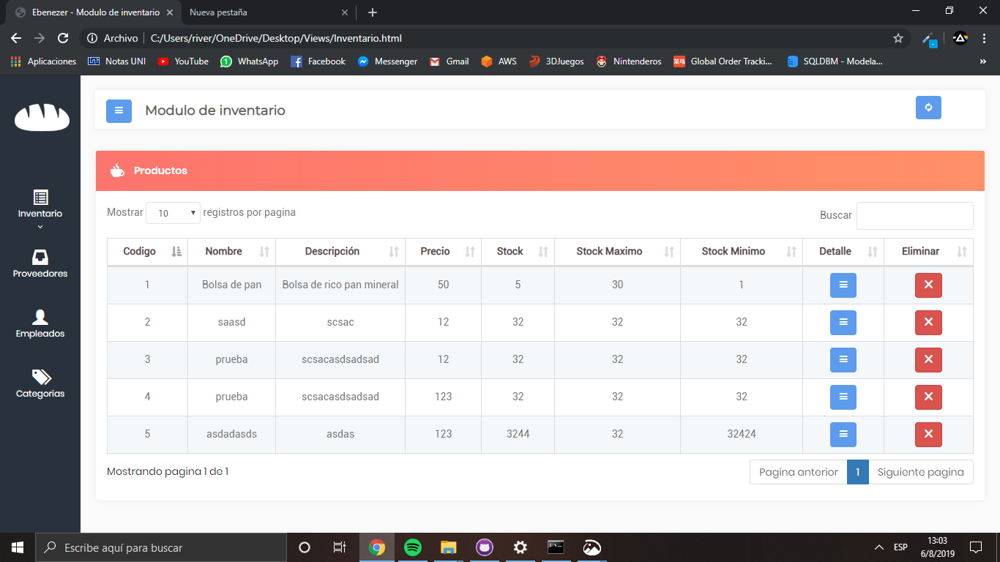 Ebenezer - Modulo de inventario
Nueva pestaña
Archivo C:/Users/river/OneDrive/Desktop/Views/Inventario.html
Aplicaciones Notas UNI YouTube WhatsApp Facebook Messenger Gmail AWS 3DJuegos Nintenderos Global Order Tracki... SQLDBM - Modela... »
Modulo de inventario
Productos
Inventario
Proveedores
Empleados
Categorias
Mostrar 10 registros por pagina
Buscar
Codigo Nombre Descripción Precio Stock Stock Maximo Stock Minimo Detalle Eliminar
1 Bolsa de pan Bolsa de rico pan mineral 50 5 30 1
2 saasd scsac 12 32 32 32
3 prueba scsacasdsadsad 12 32 32 32
4 prueba scsacasdsadsad 123 32 32 32
5 asdadasds asdas 123 3244 32 32424
Mostrando pagina 1 de 1
Pagina anterior 1 Siguiente pagina
Escribe aquí para buscar
ESP
13:03
6/8/2019